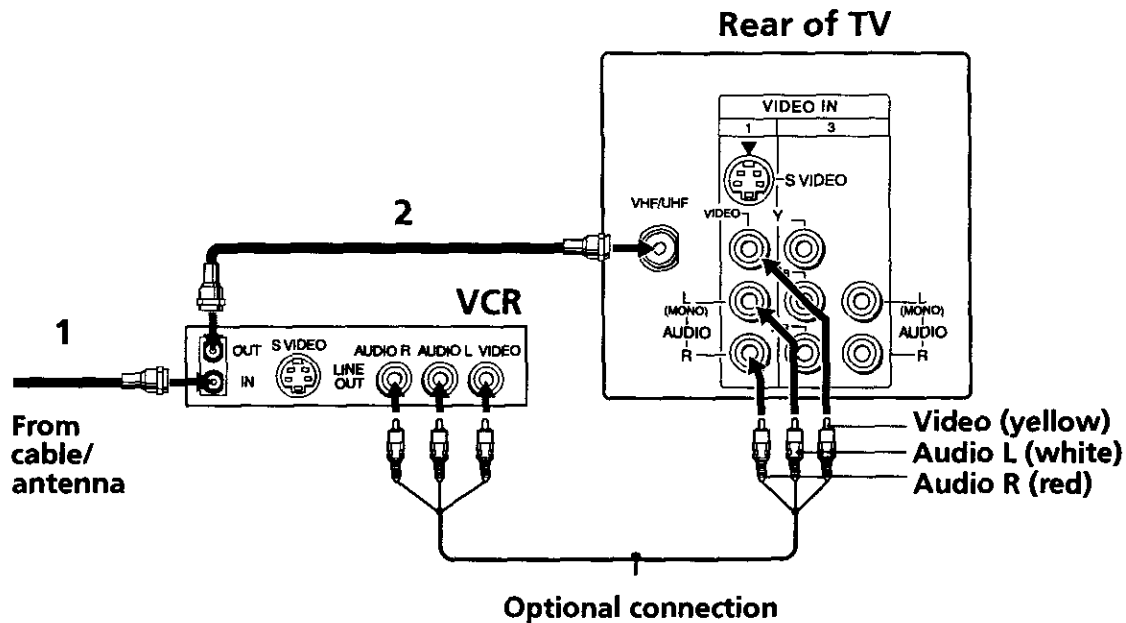 Rear of TV
VIDEO IN
1
3
S VIDEO
VHF/UHF
VIDEO
Y
2
L
(MONO)
AUDIO
R
L
(MONO)
AUDIO
R
VCR
1
OUT
IN
S VIDEO
LINE
OUT
AUDIO R
AUDIO L
VIDEO
From
cable/
antenna
Video (yellow)
Audio L (white)
Audio R (red)
Optional connection